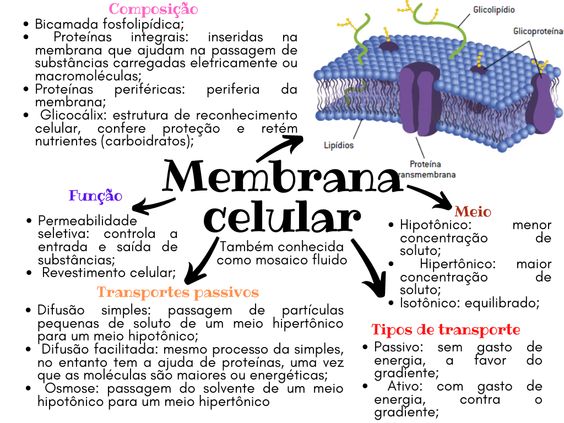 Composição
Bicamada fosfolipídica;
Proteínas integrais: inseridas na
membrana que ajudam na passagem de
substâncias carregadas eletricamente ou
macromoléculas;
Proteínas periféricas: periferia da
membrana;
Glicocálix: estrutura de reconhecimento
celular, confere proteção e retém
nutrientes (carboidratos);
Glicolipídio
Glicoproteína
Lipídios
Proteína
transmembrana
Membrana
celular
Também conhecida
como mosaico fluido
Função
Permeabilidade
seletiva: controla a
entrada e saída de
substâncias;
Revestimento celular;
Meio
Hipotônico: menor
concentração de
soluto;
Hipertônico: maior
concentração de
soluto;
Isotônico: equilibrado;
Transportes passivos
Difusão simples: passagem de partículas
pequenas de soluto de um meio hipertônico
para um meio hipotônico;
Difusão facilitada: mesmo processo da simples,
no entanto tem a ajuda de proteínas, uma vez
que as moléculas são maiores ou energéticas;
Osmose: passagem do solvente de um meio
hipotônico para um meio hipertônico
Tipos de transporte
Passivo: sem gasto de
energia, a favor do
gradiente;
Ativo: com gasto de
energia, contra o
gradiente;